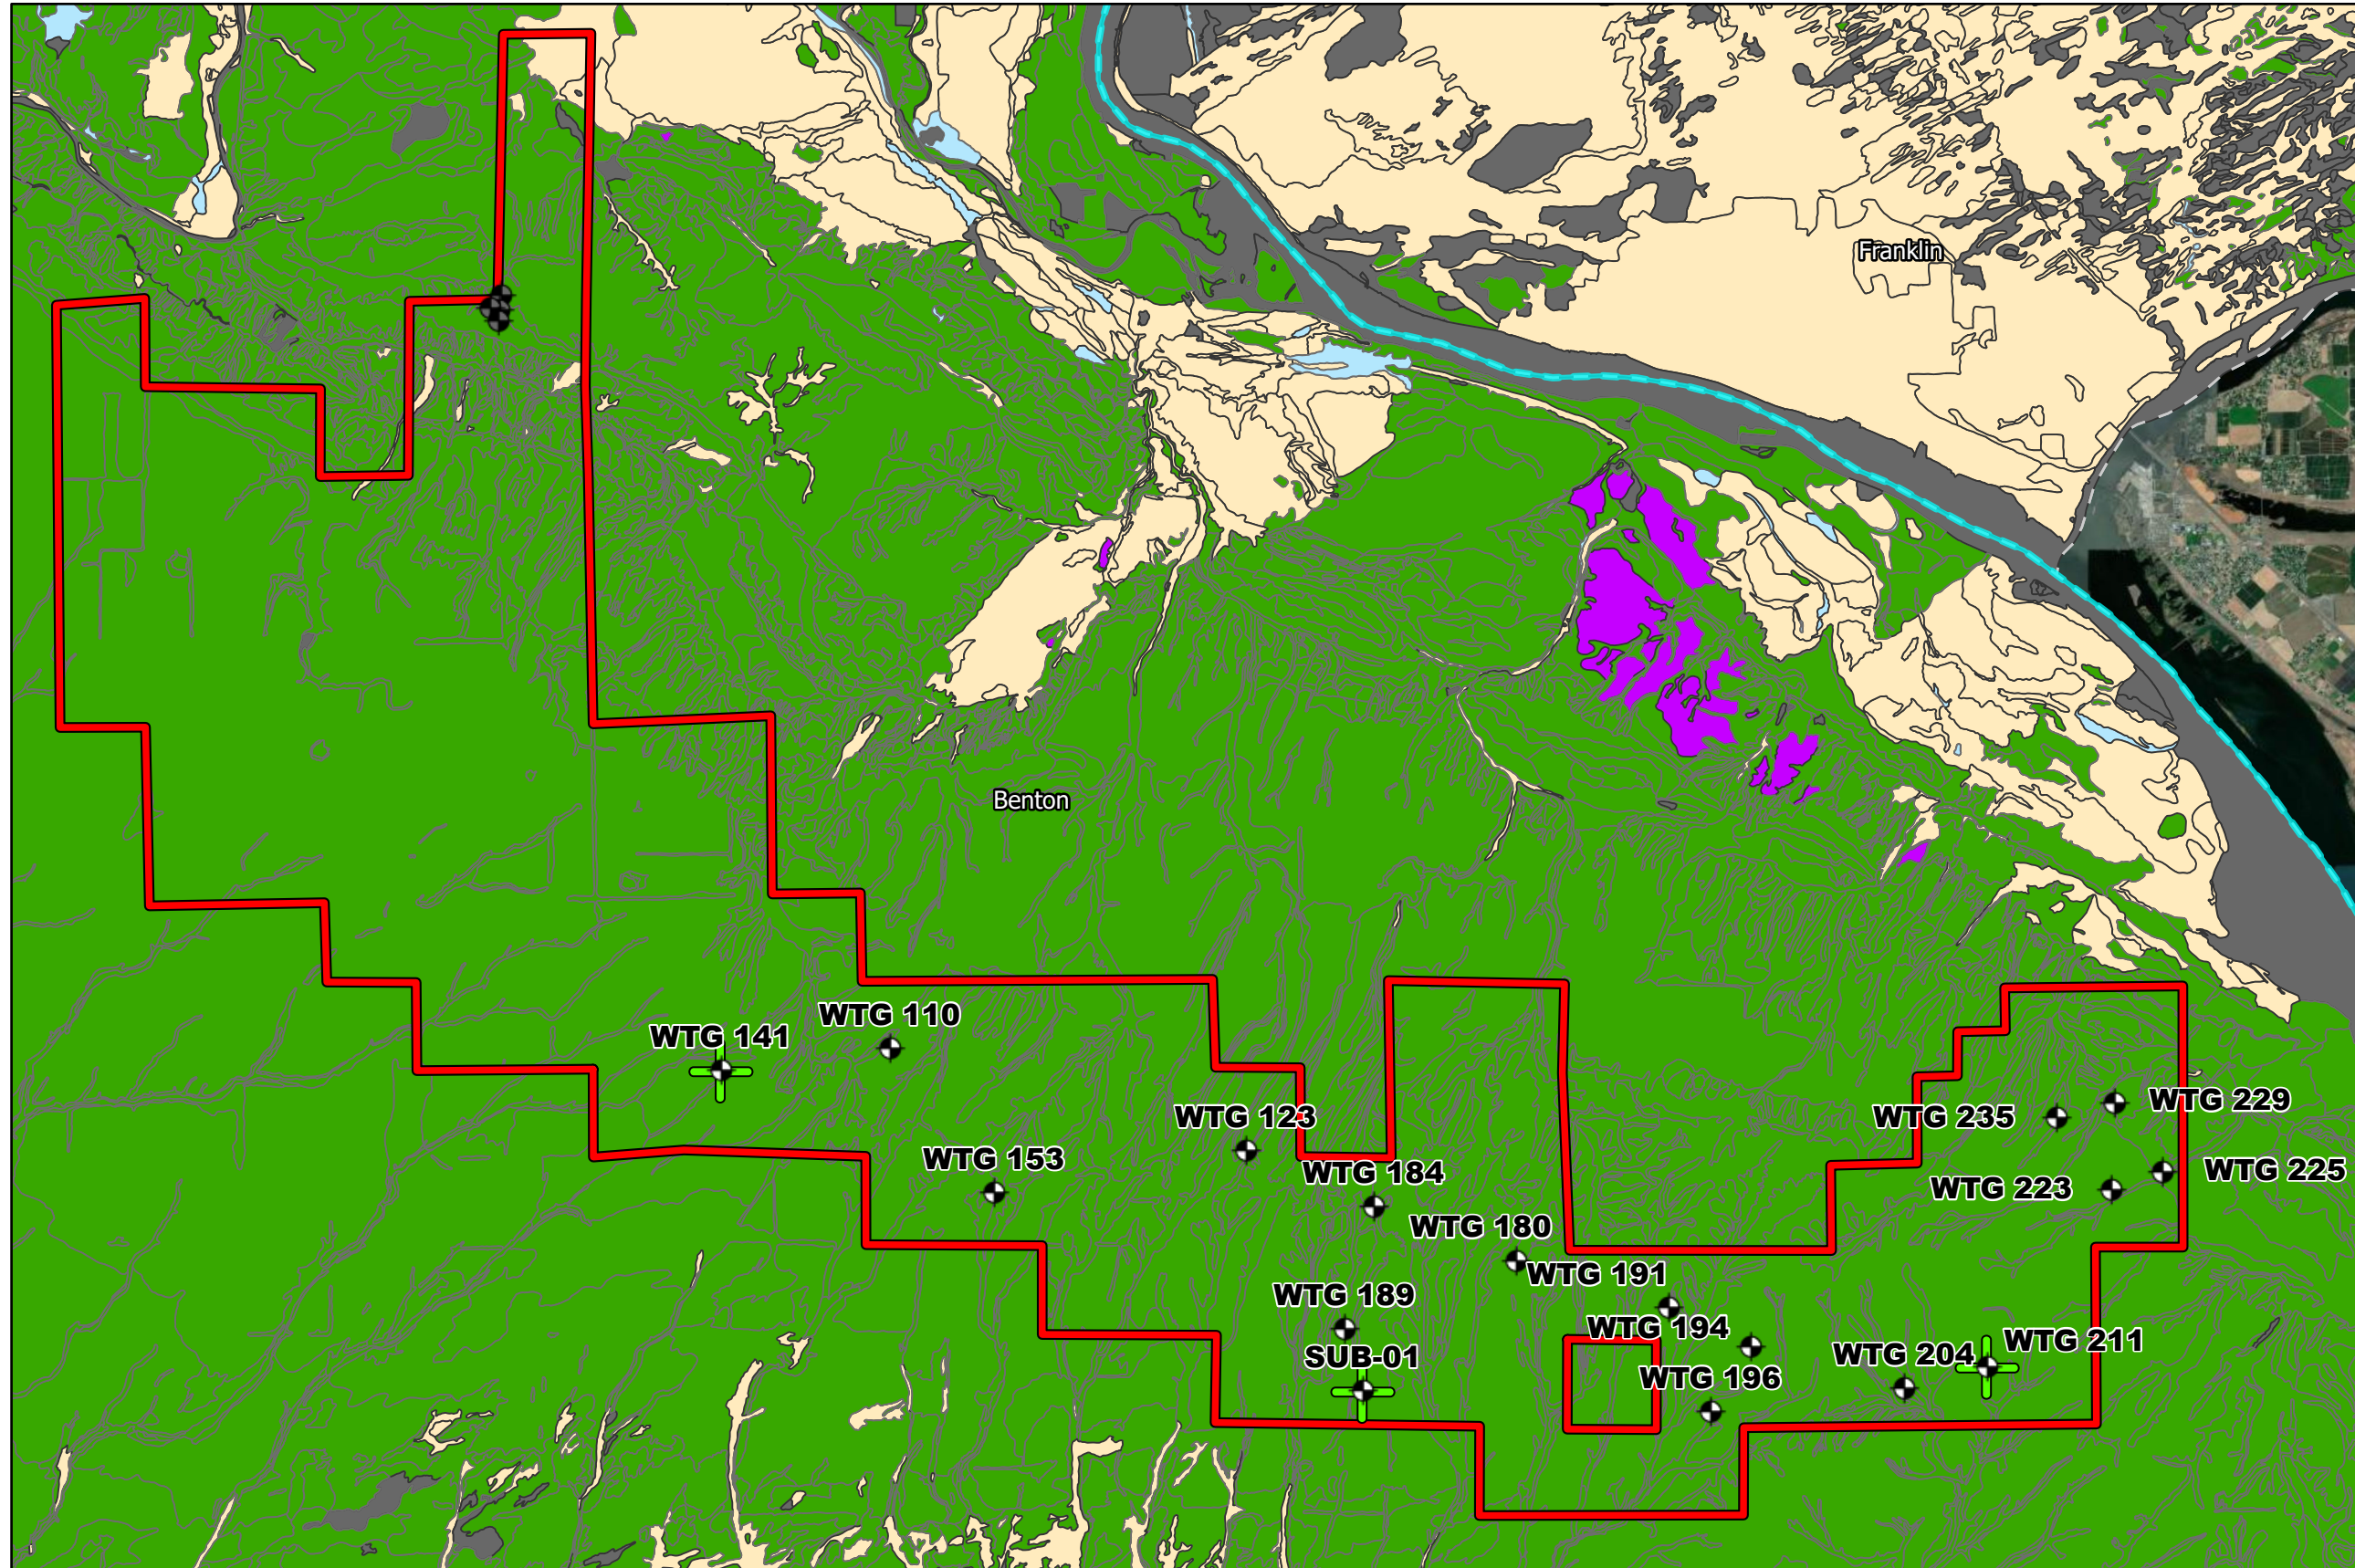 Franklin
Benton
WTG 110
WTG 141
WTG 229
WTG 123
WTG 235
WTG 153
WTG 184
WTG 225
WTG 223
WTG 180
WTG 191
WTG 189
WTG 194
WTG 211
WTG 204
SUB-01
WTG 196